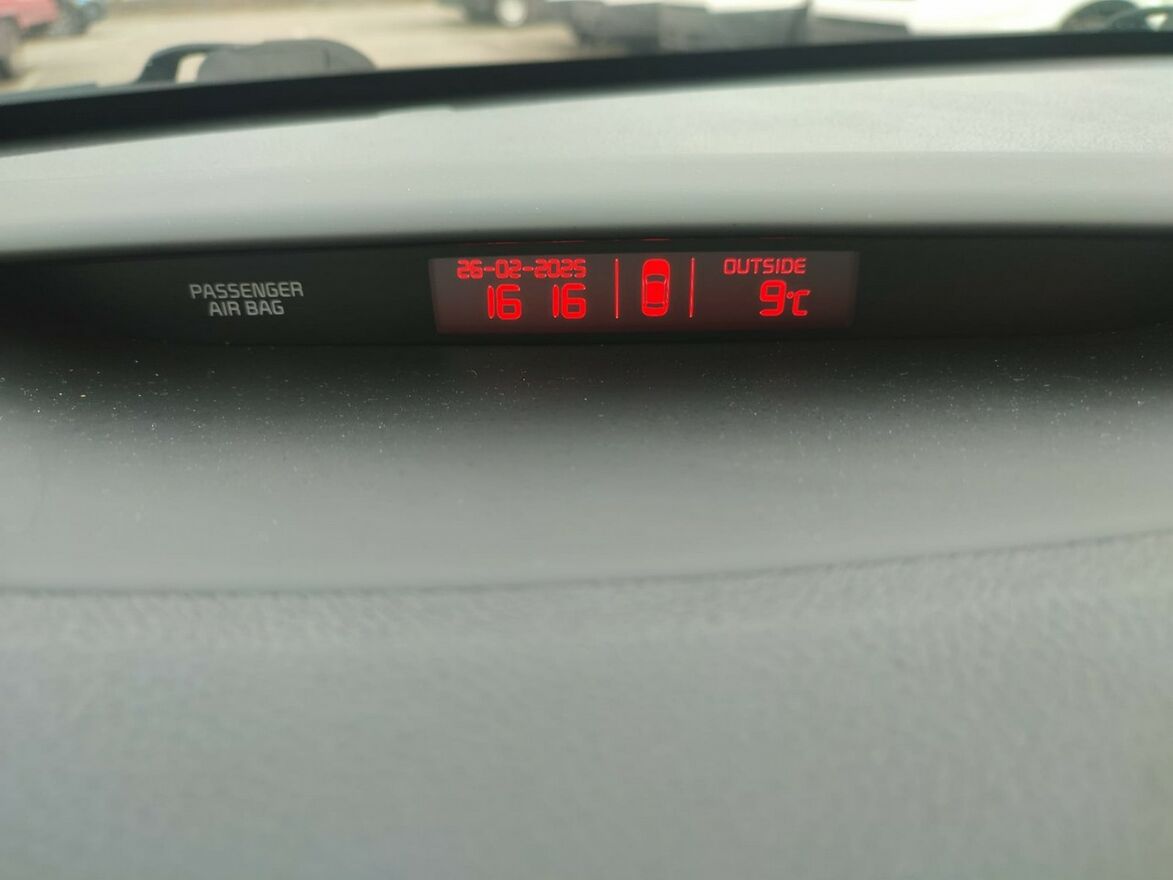 PASSENGER
AIR BAG
26-02-2025
16 16
OUTSIDE
9°C